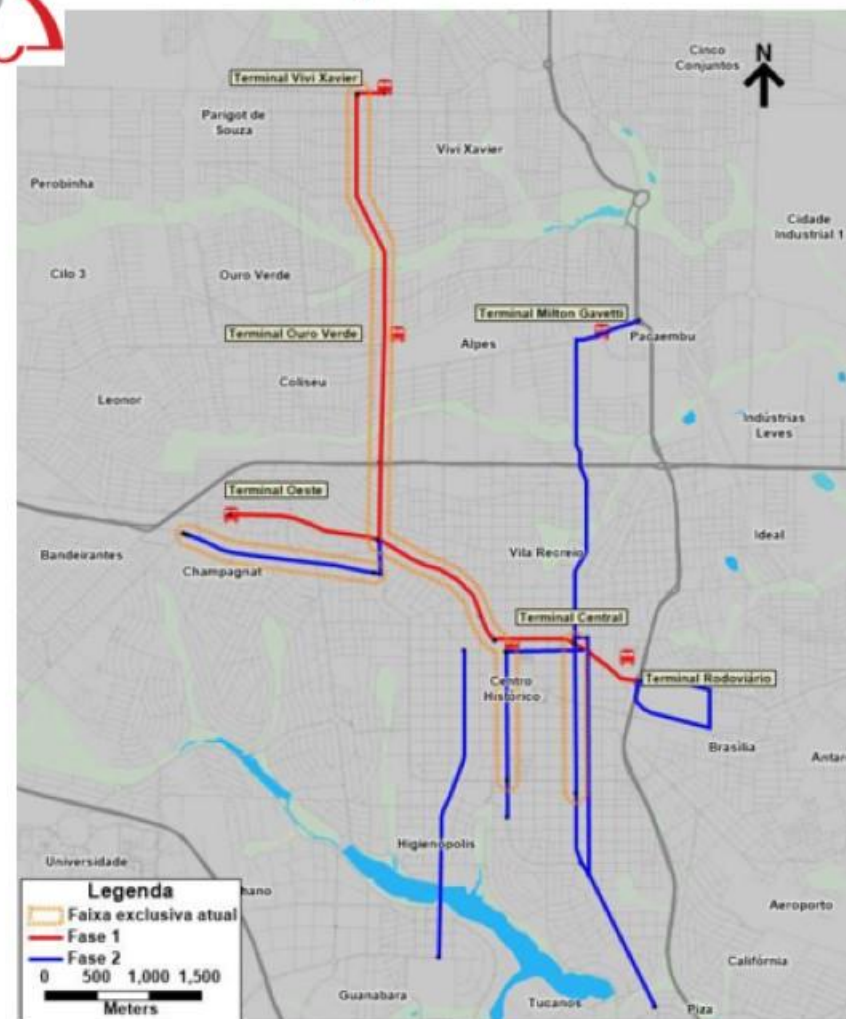 Cinco
Conjuntos
N
Terminal Vivi Xavier
Parigot de
Souza
Vivi Xavier
Perobinha
Cidade
Industrial 1
Cilo 3
Ouro Verde
Terminal Milton Gavetti
Terminal Ouro Verde
Alpes
Pacaembu
Coliseu
Leonor
Indústrias
Leves
Terminal Oeste
Ideal
Bandeirantes
Vila Recreio
Champagnat
Terminal Central
Centro
Histórico
Terminal Rodoviário
Brasília
Antar
Higienopolis
Universidade
hano
Legenda
Faixa exclusiva atual
Fase 1
Fase 2
0 500 1,000 1,500
Meters
Aeroporto
Califórnia
Guanabara
Tucanos
Piza